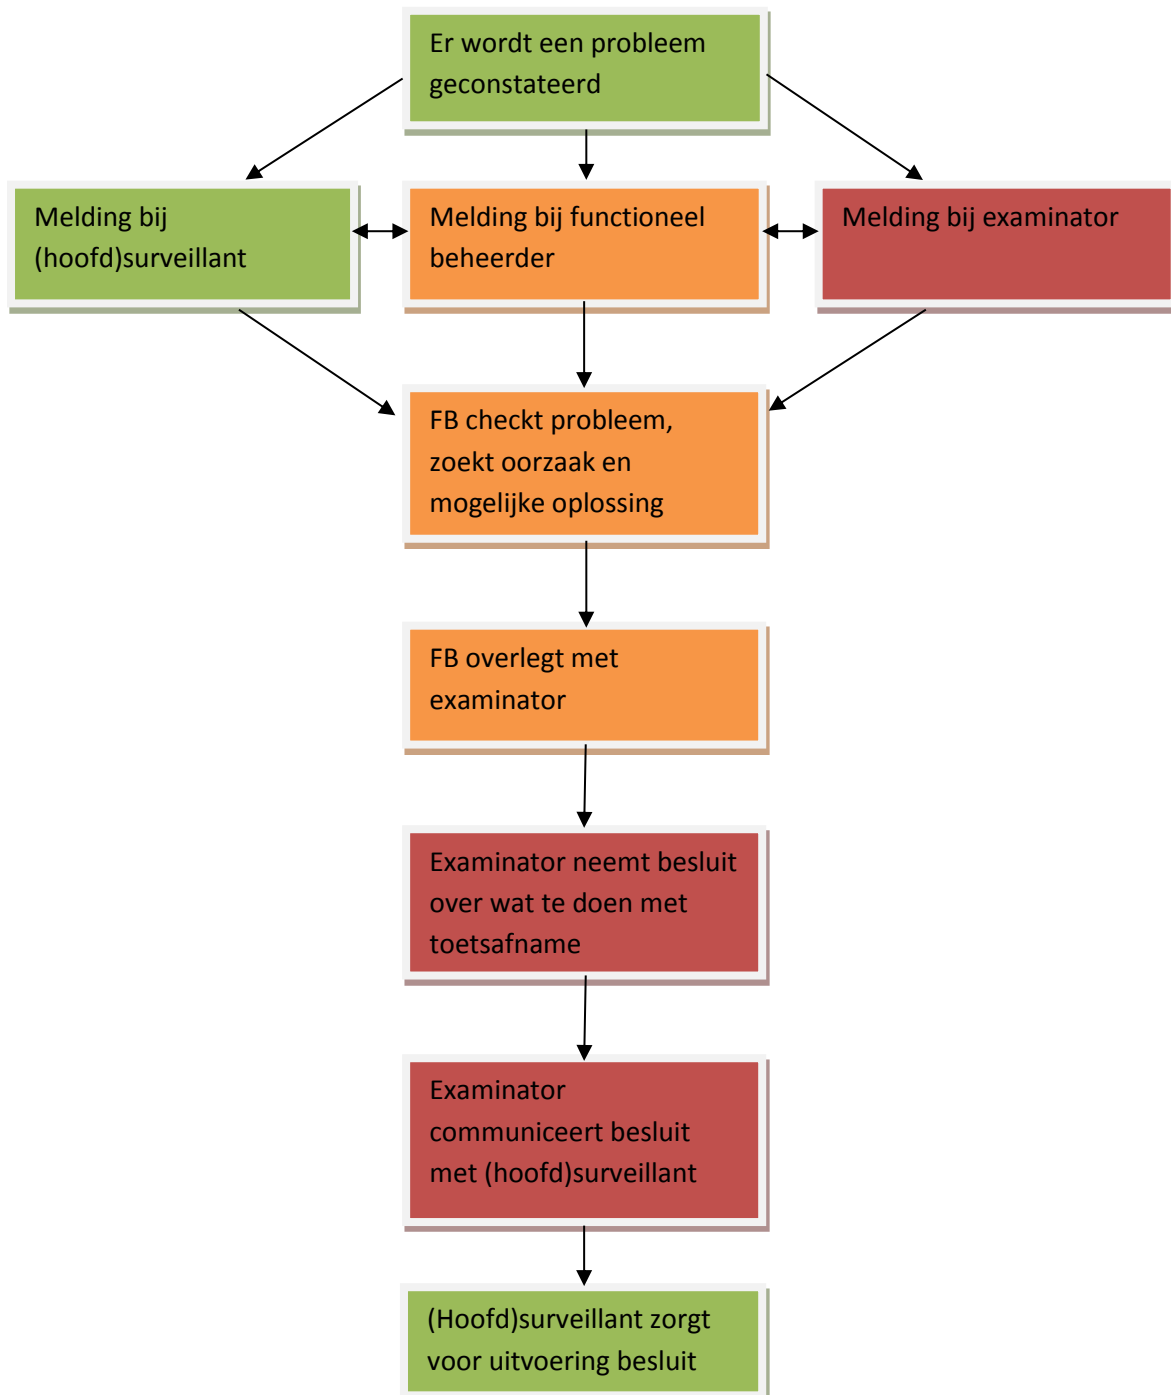 Er wordt een probleem
geconstateerd
Melding bij
(hoofd)surveillant
Melding bij functioneel
beheerder
Melding bij examinator
FB checkt probleem,
zoekt oorzaak en
mogelijke oplossing
FB overlegt met
examinator
Examinator neemt besluit
over wat te doen met
toetsafname
Examinator
communiceert besluit
met (hoofd)surveillant
(Hoofd)surveillant zorgt
voor uitvoering besluit